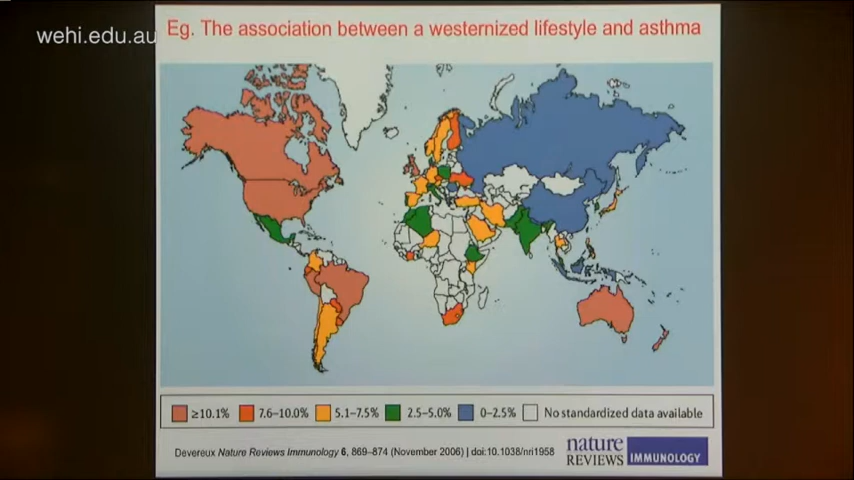 wehi.edu.au
Eg. The association between a westernized lifestyle and asthma
≥10.1% 7.6–10.0% 5.1–7.5% 2.5–5.0% 0–2.5% No standardized data available
Devereux Nature Reviews Immunology 6, 869–874 (November 2006) | doi:10.1038/nri1958
nature
REVIEWS IMMUNOLOGY